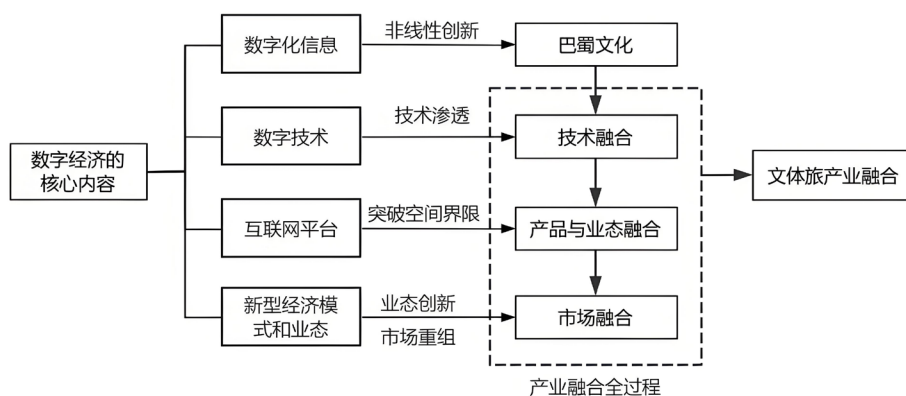 数字化信息
非线性创新
巴蜀文化
数字技术
技术渗透
技术融合
数字经济的
核心内容
文体旅产业融合
互联网平台
突破空间界限
产品与业态融合
新型经济模
式和业态
业态创新
市场重组
市场融合
产业融合全过程